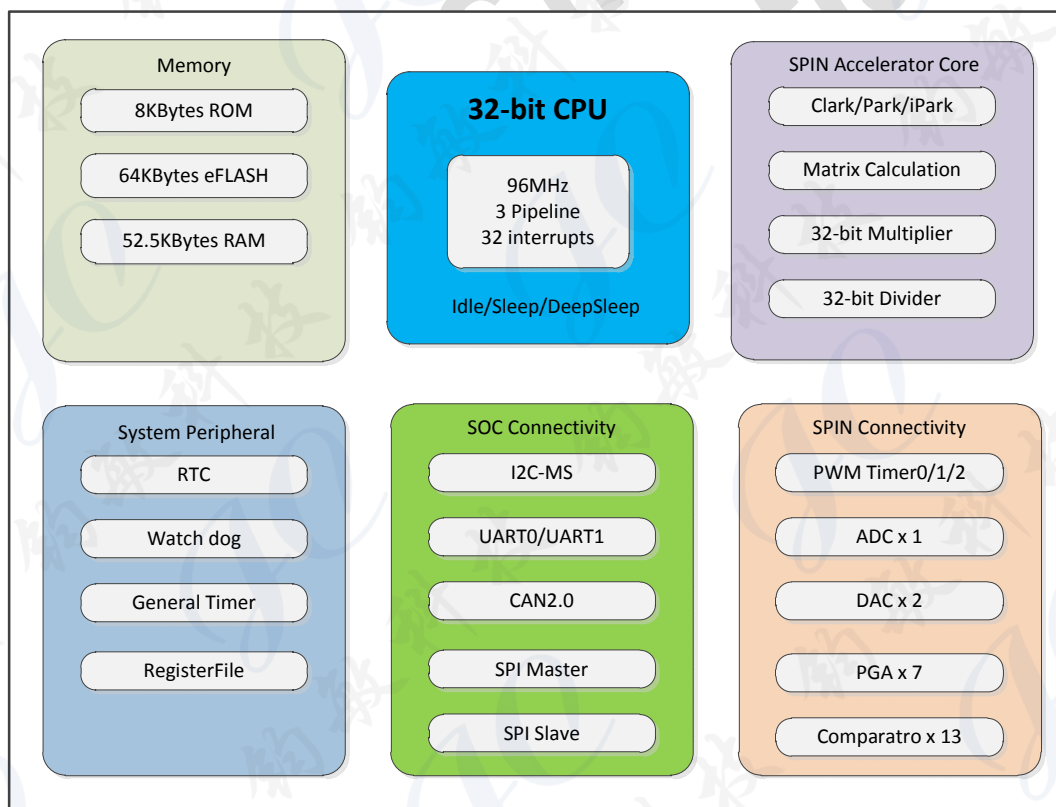 Memory
8KBytes ROM
64KBytes eFLASH
52.5KBytes RAM
32-bit CPU
96MHz
3 Pipeline
32 interrupts
Idle/Sleep/DeepSleep
SPIN Accelerator Core
Clark/Park/iPark
Matrix Calculation
32-bit Multiplier
32-bit Divider
System Peripheral
RTC
Watch dog
General Timer
RegisterFile
SOC Connectivity
I2C-MS
UART0/UART1
CAN2.0
SPI Master
SPI Slave
SPIN Connectivity
PWM Timer0/1/2
ADC x 1
DAC x 2
PGA x 7
Comparatro x 13